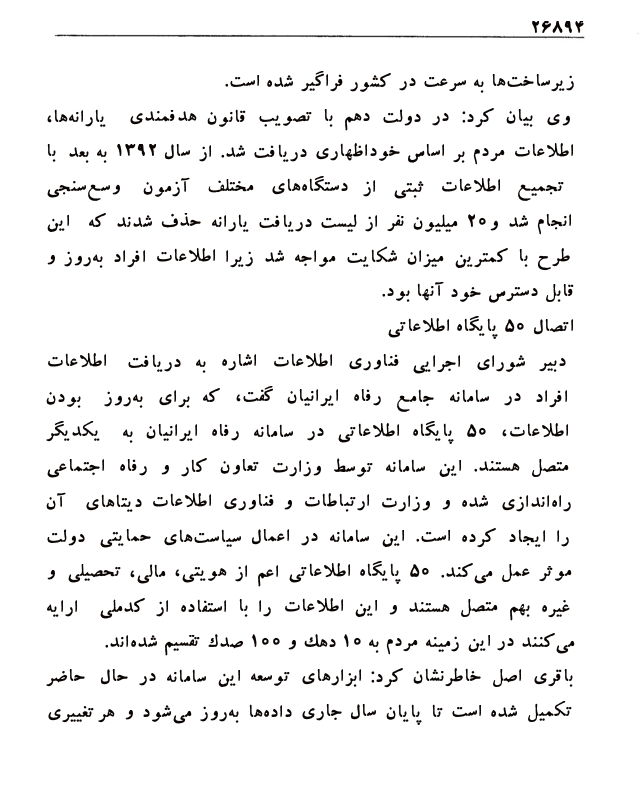 ۲۶۸۹۴
زیرساخت‌ها به سرعت در کشور فراگیر شده است.
وی بیان کرد: در دولت دهم با تصویب قانون هدفمندی یارانه‌ها،
اطلاعات مردم بر اساس خوداظهاری دریافت شد. از سال ۱۳۹۲ به بعد با
تجمیع اطلاعات ثبتی از دستگاه‌های مختلف آزمون وسع‌سنجی
انجام شد و۲۰ میلیون نفر از لیست دریافت یارانه حذف شدند که این
طرح با کمترین میزان شکایت مواجه شد زیرا اطلاعات افراد به‌روز و
قابل دسترس خود آنها بود.
اتصال ۵۰ پایگاه اطلاعاتی
دبیر شورای اجرایی فناوری اطلاعات اشاره به دریافت اطلاعات
افراد در سامانه جامع رفاه ایرانیان گفت، که برای به‌روز بودن
اطلاعات، ۵۰ پایگاه اطلاعاتی در سامانه رفاه ایرانیان به یکدیگر
متصل هستند. این سامانه توسط وزارت تعاون کار و رفاه اجتماعی
راه‌اندازی شده و وزارت ارتباطات و فناوری اطلاعات دیتاهای آن
را ایجاد کرده است. این سامانه در اعمال سیاست‌های حمایتی دولت
موثر عمل می‌کند. ۵۰ پایگاه اطلاعاتی اعم از هویتی، مالی، تحصیلی و
غیره بهم متصل هستند و این اطلاعات را با استفاده از کدملی ارایه
می‌کنند در این زمینه مردم به ۱۰ دهك و ۱۰۰ صدك تقسیم شده‌اند.
باقری اصل خاطرنشان کرد: ابزارهای توسعه این سامانه در حال حاضر
تکمیل شده است تا پایان سال جاری داده‌ها به‌روز می‌شود و هر تغییری